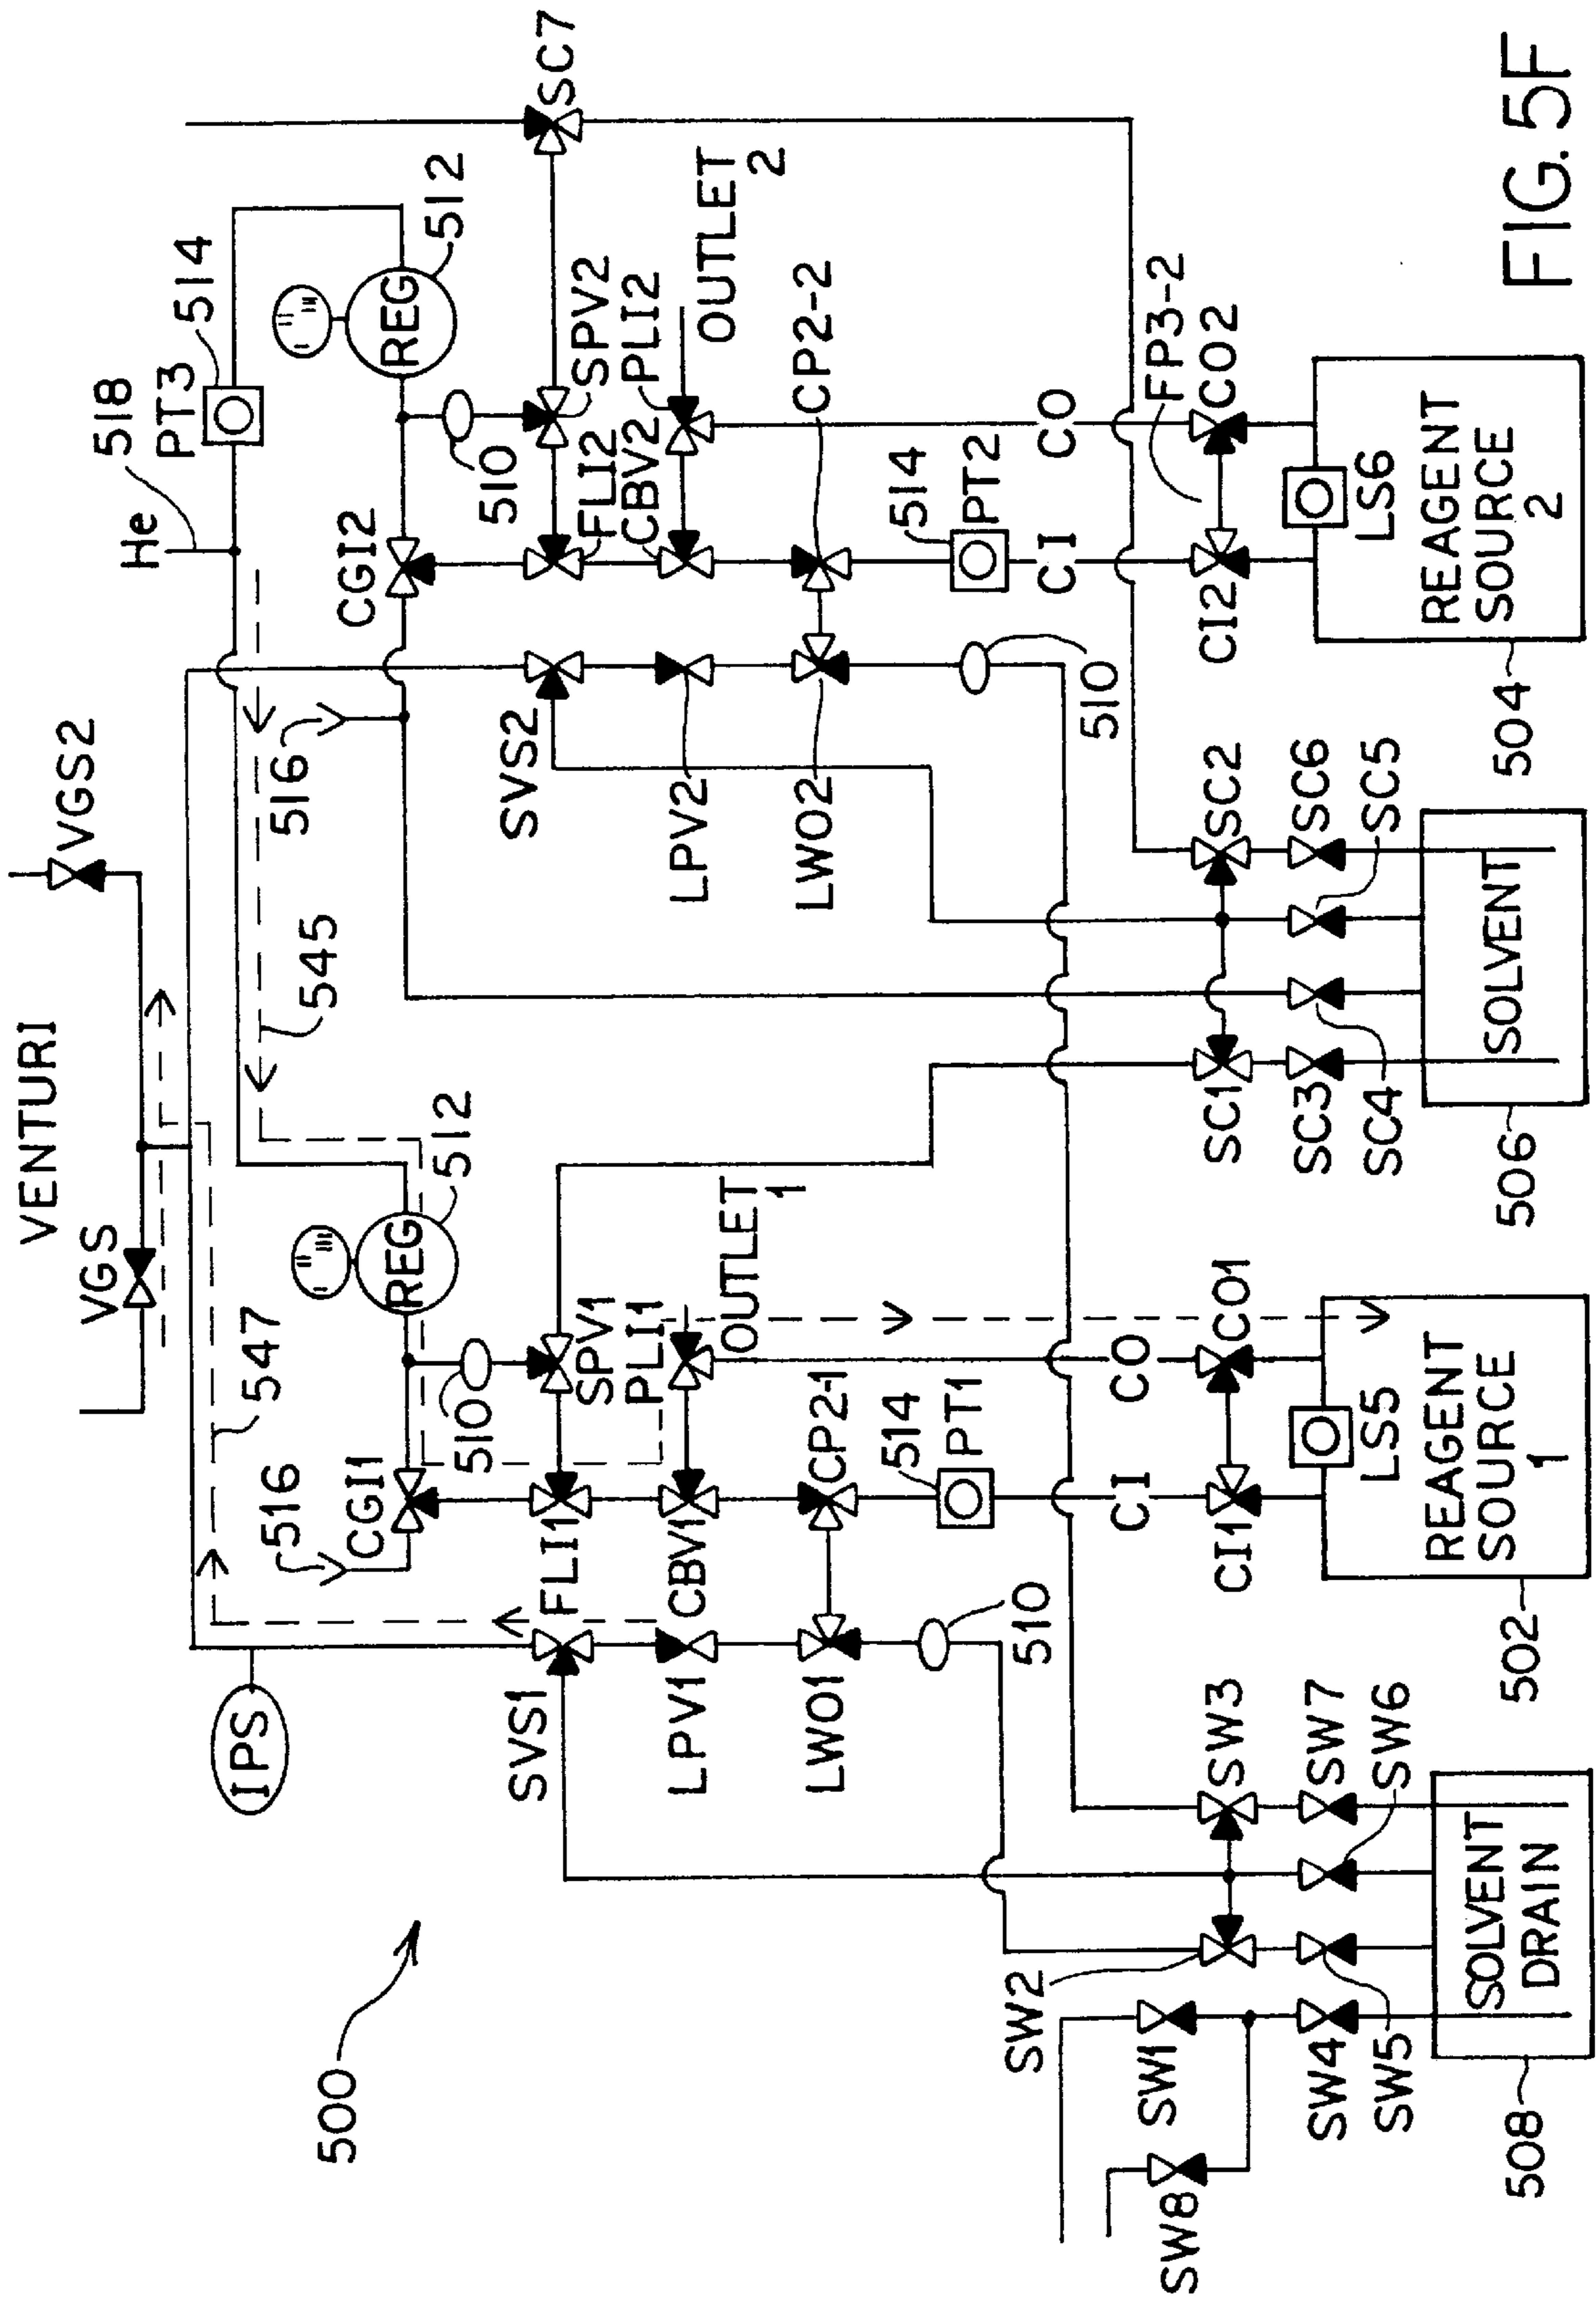 VENTURI
VGS VGS2
518
He
PT3
514
547 545
IPS
516 516
500
REG 512 REG 512
CGI1 CGI2
510 510
SVS1 FLI1 SVS2 SC7
SPV1 FLI2 SPV2
PLI1 CBV2 PLI2
LPV1 CBV1 LPV2
OUTLET
1
OUTLET
2
LWO1 CP2-1 LWO2 CP2-2
514 514
PT1 PT2
510 510
SW2
CI CO CI CO
SW8 SW1 FP3-2
SW3 CI1 CO1 SC1 SC2 CI2 CO2
SW4 SW7 SC3 SC6
SW5 SW6 SC4 SC5
LS5 LS6
SOLVENT
DRAIN
REAGENT
SOURCE
1
SOLVENT
REAGENT
SOURCE
2
508 502 506 504
FIG. 5F